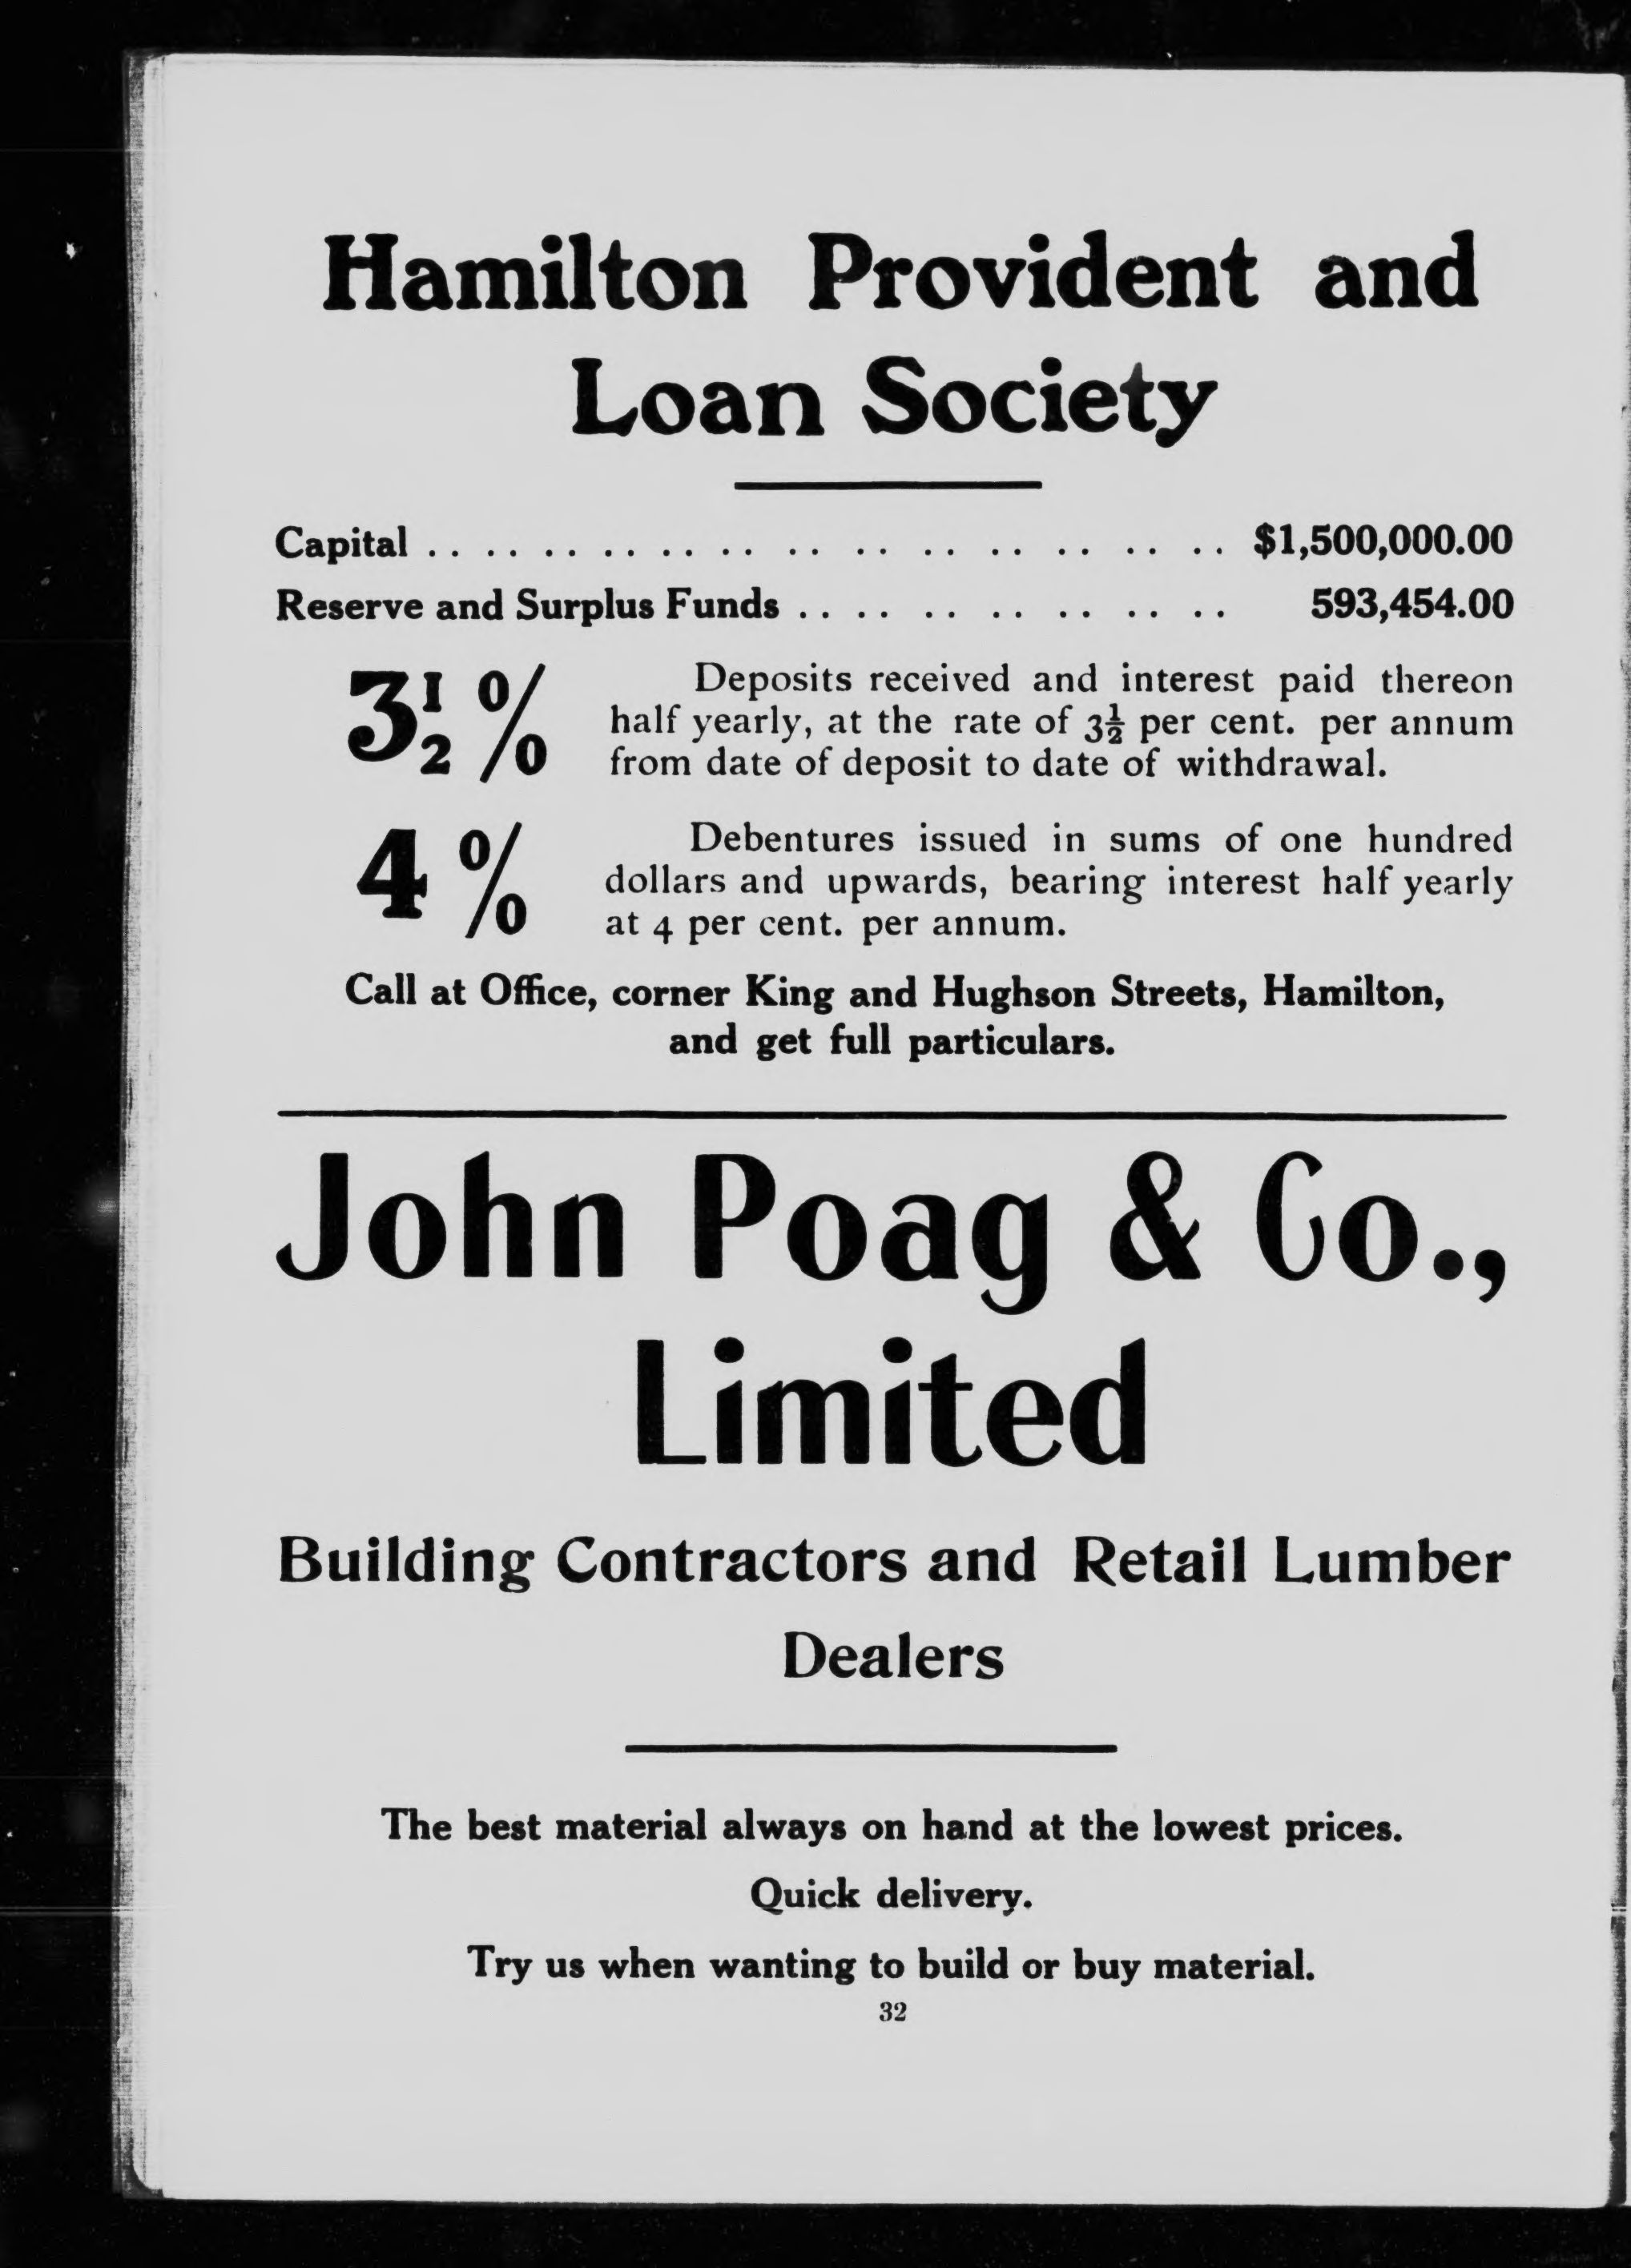 Hamilton Provident and
Loan Society
Capital . . . . . . . . . . . . . . . . . . . . . . . . . . $1,500,000.00
Reserve and Surplus Funds . . . . . . . . . . . . . . 593,454.00
3½ % Deposits received and interest paid thereon
half yearly, at the rate of 3½ per cent. per annum
from date of deposit to date of withdrawal.
4 % Debentures issued in sums of one hundred
dollars and upwards, bearing interest half yearly
at 4 per cent. per annum.
Call at Office, corner King and Hughson Streets, Hamilton,
and get full particulars.
John Poag & Co.,
Limited
Building Contractors and Retail Lumber
Dealers
The best material always on hand at the lowest prices.
Quick delivery.
Try us when wanting to build or buy material.
32